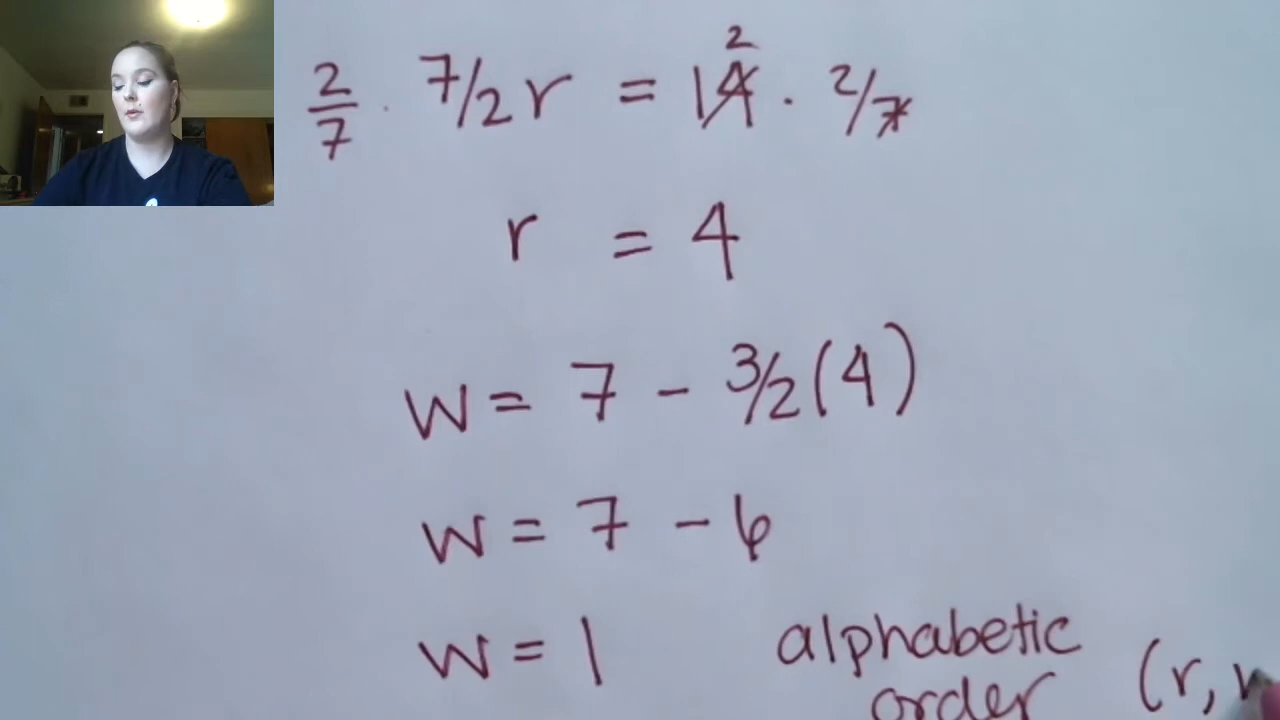 2/7 · 7/2 r = 14 2 · 2/7
r = 4
w = 7 - 3/2 (4)
w = 7 - 6
w = 1
alphabetic
order (r,